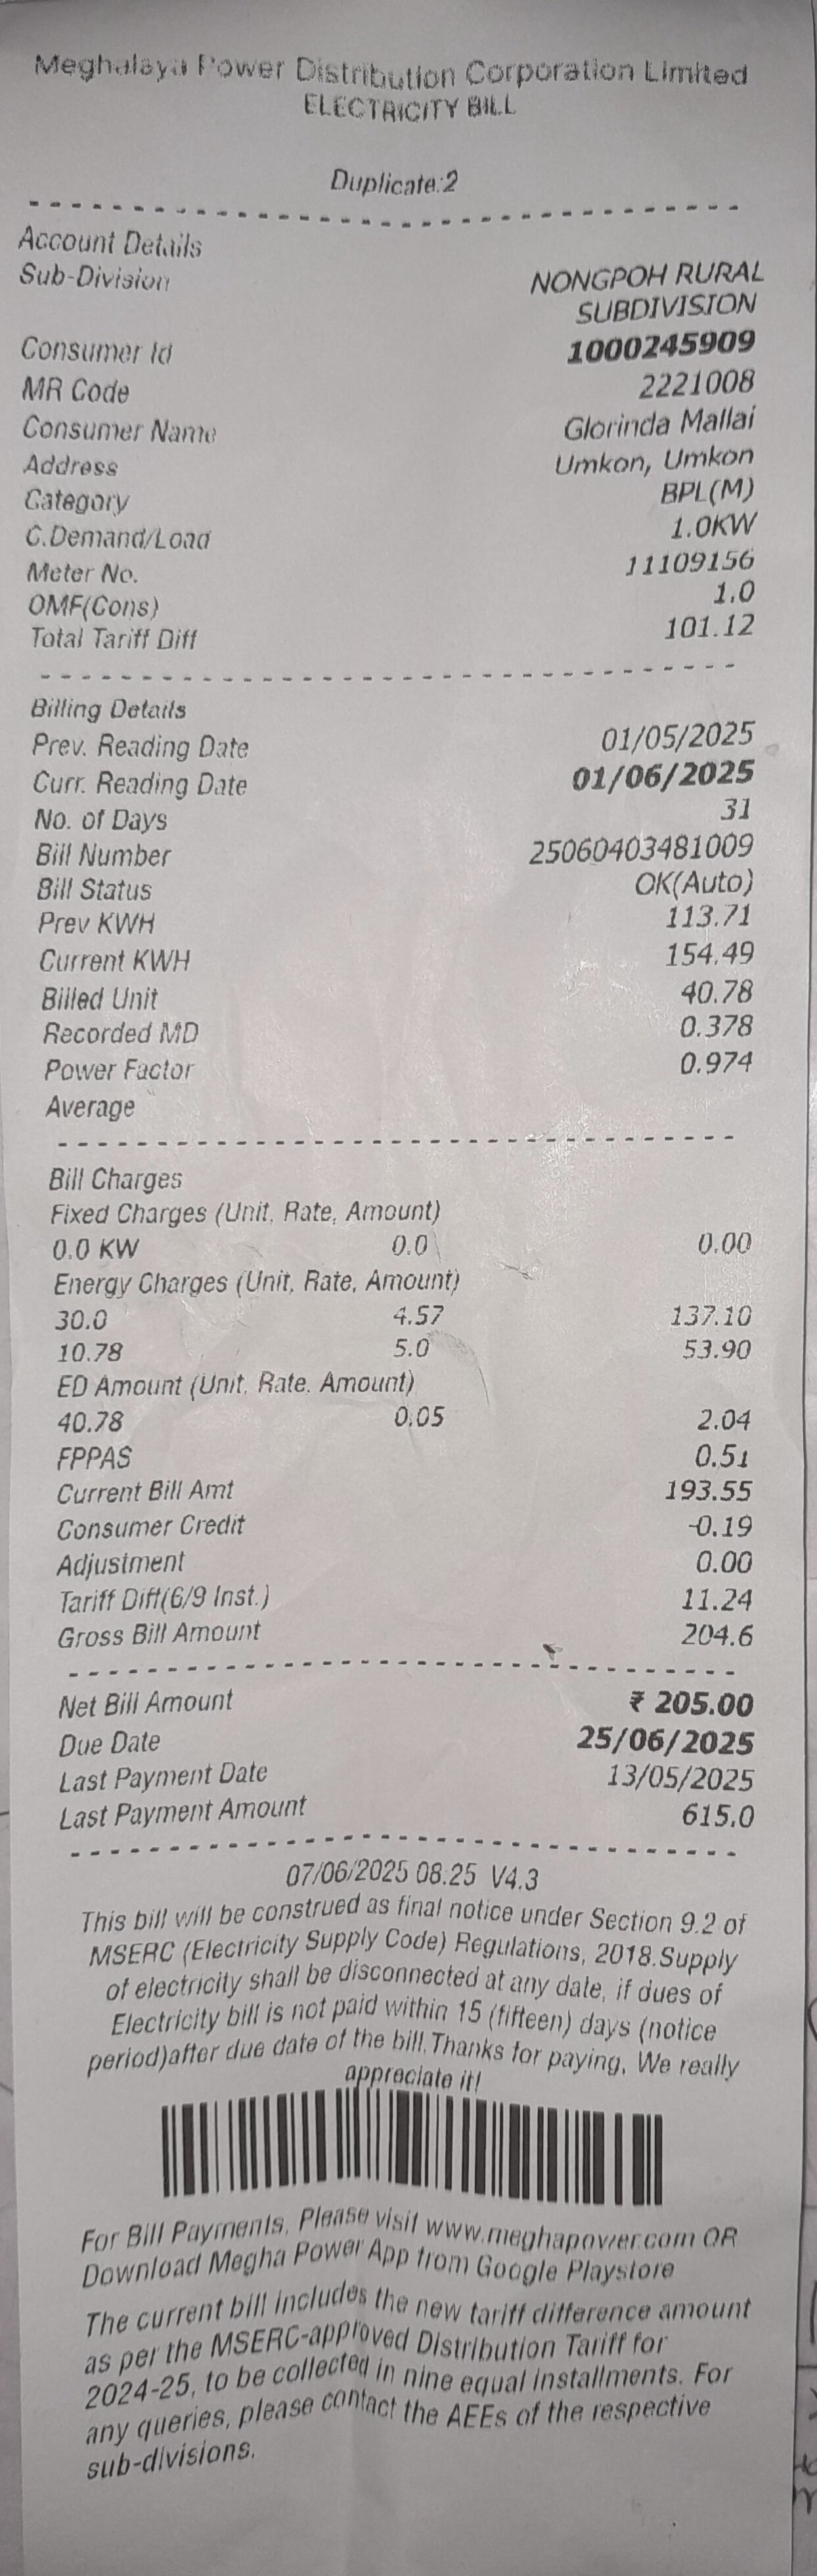 Meghalaya Power Distribution Corporation Limited
ELECTRICITY BILL
Duplicate:2
Account Details
Sub-Division NONGPOH RURAL
SUBDIVISION
Consumer Id 1000245909
MR Code 2221008
Consumer Name Glorinda Mallai
Address Umkon, Umkon
Category BPL(M)
C.Demand/Load 1.0KW
Meter No. 11109156
OMF(Cons) 1.0
Total Tariff Diff 101.12
Billing Details
Prev. Reading Date 01/05/2025
Curr. Reading Date 01/06/2025
No. of Days 31
Bill Number 25060403481009
Bill Status OK(Auto)
Prev KWH 113.71
Current KWH 154.49
Billed Unit 40.78
Recorded MD 0.378
Power Factor 0.974
Average
Bill Charges
Fixed Charges (Unit, Rate, Amount)
0.0 KW 0.0 0.00
Energy Charges (Unit, Rate, Amount)
30.0 4.57 137.10
10.78 5.0 53.90
ED Amount (Unit, Rate, Amount)
40.78 0.05 2.04
FPPAS 0.51
Current Bill Amt 193.55
Consumer Credit -0.19
Adjustment 0.00
Tariff Diff(6/9 Inst.) 11.24
Gross Bill Amount 204.6
Net Bill Amount ₹ 205.00
Due Date 25/06/2025
Last Payment Date 13/05/2025
Last Payment Amount 615.0
07/06/2025 08:25 V4.3
This bill will be construed as final notice under Section 9.2 of
MSERC (Electricity Supply Code) Regulations, 2018.Supply
of electricity shall be disconnected at any date, if dues of
Electricity bill is not paid within 15 (fifteen) days (notice
period)after due date of the bill.Thanks for paying, We really
appreciate it!
For Bill Payments, Please visit www.meghapower.com OR
Download Megha Power App from Google Playstore
The current bill includes the new tariff difference amount
as per the MSERC-approved Distribution Tariff for
2024-25, to be collected in nine equal installments. For
any queries, please contact the AEEs of the respective
sub-divisions.